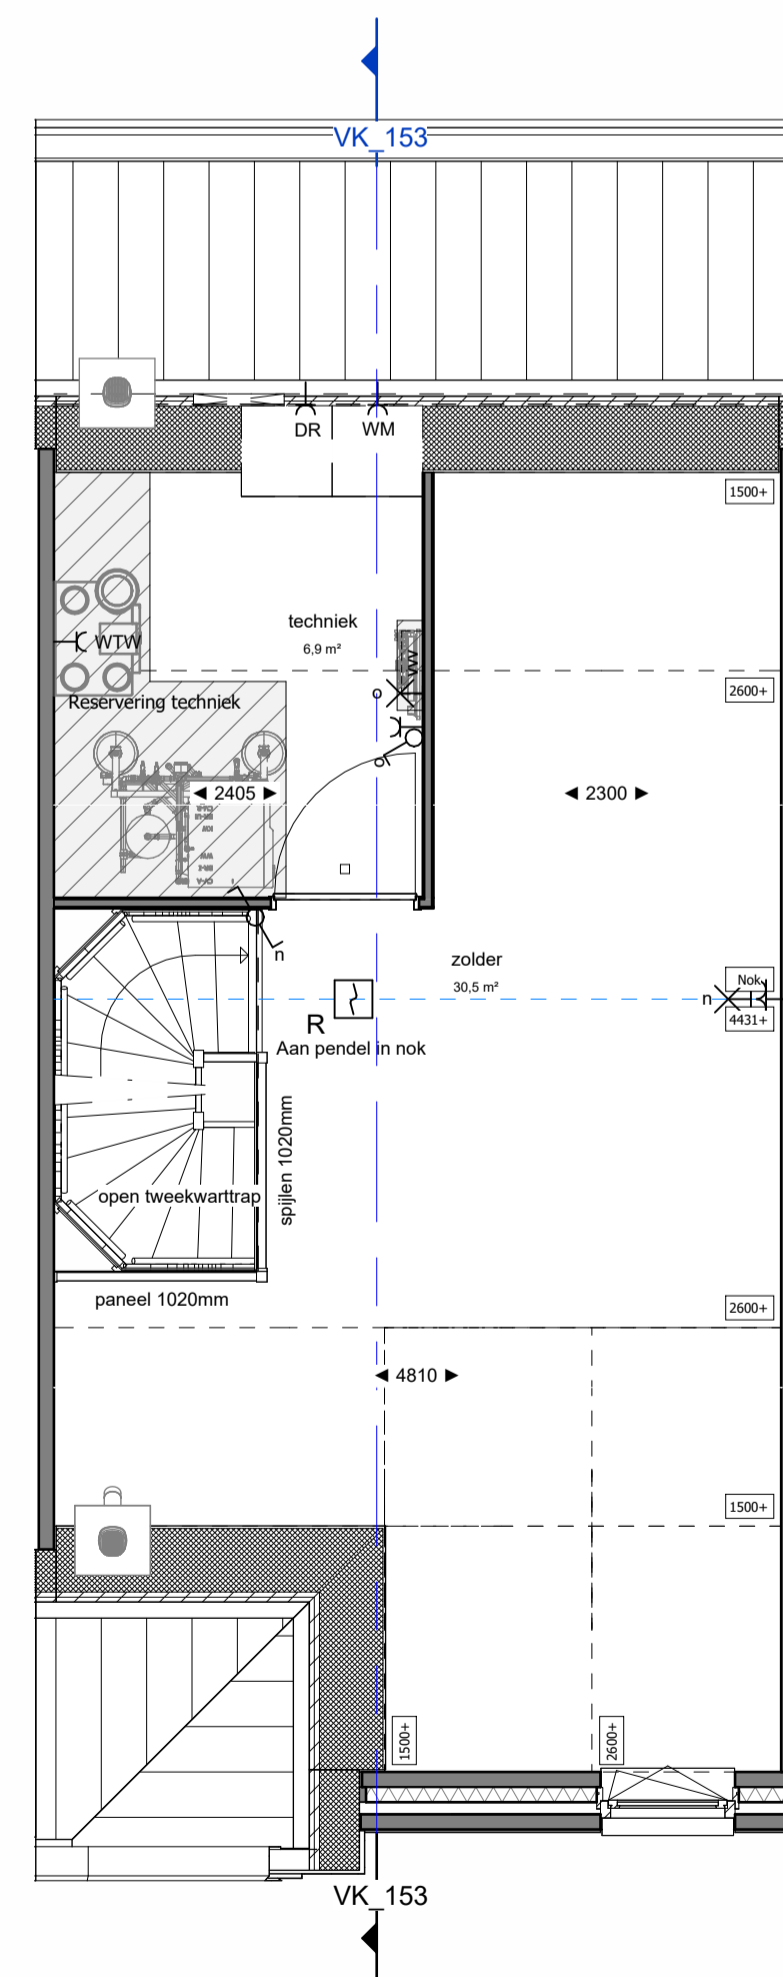 VK_153
DR
WM
1500+
techniek
6,9 m²
WTW
WV
2600+
Reservering techniek
2405
2300
n
zolder
30,5 m²
Nok
n
4431+
R
Aan pendel in nok
spijlen 1020mm
open tweekwarttrap
paneel 1020mm
2600+
4810
1500+
1500+
2600+
VK_153